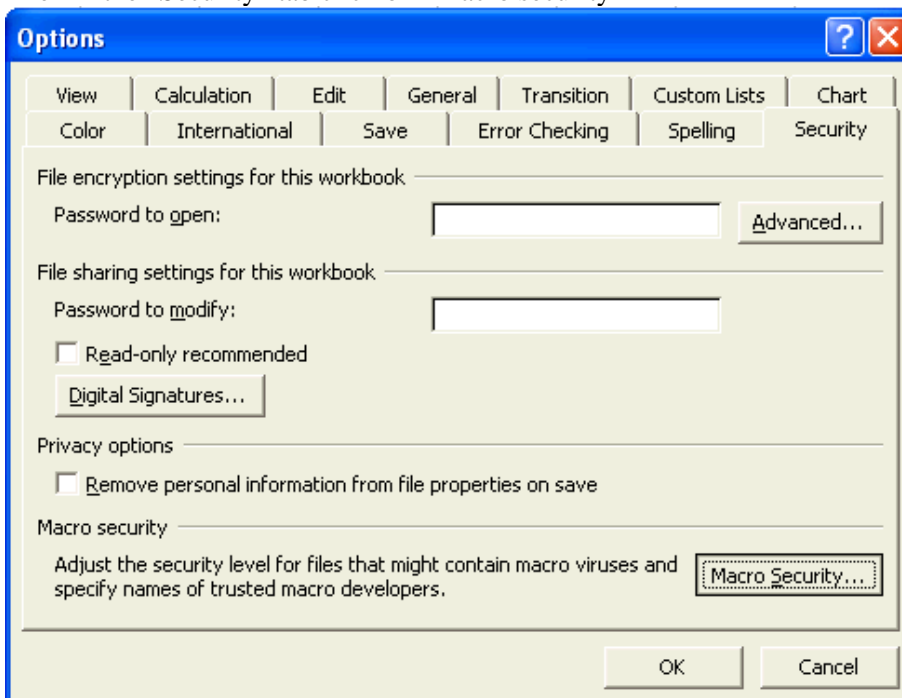 Options
View Calculation Edit General Transition Custom Lists Chart
Color International Save Error Checking Spelling Security
File encryption settings for this workbook
Password to open:
Advanced...
File sharing settings for this workbook
Password to modify:
Read-only recommended
Digital Signatures...
Privacy options
Remove personal information from file properties on save
Macro security
Adjust the security level for files that might contain macro viruses and
specify names of trusted macro developers.
Macro Security...
OK Cancel